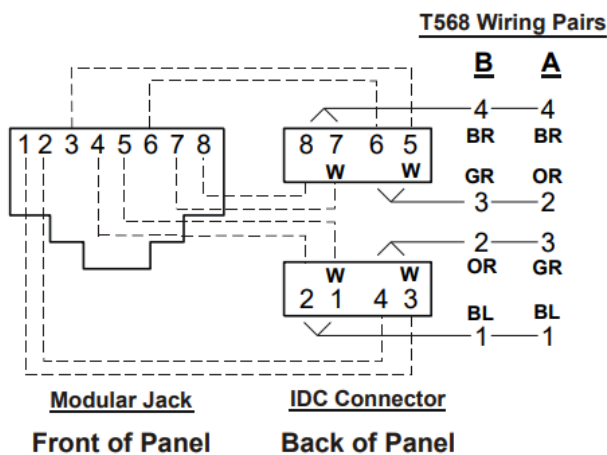 T568 Wiring Pairs
B A
4 4
1 2 3 4 5 6 7 8
8 7 6 5
BR BR
W W
GR OR
3 2
2 3
W W
OR GR
2 1 4 3
BL BL
1 1
Modular Jack
IDC Connector
Front of Panel
Back of Panel